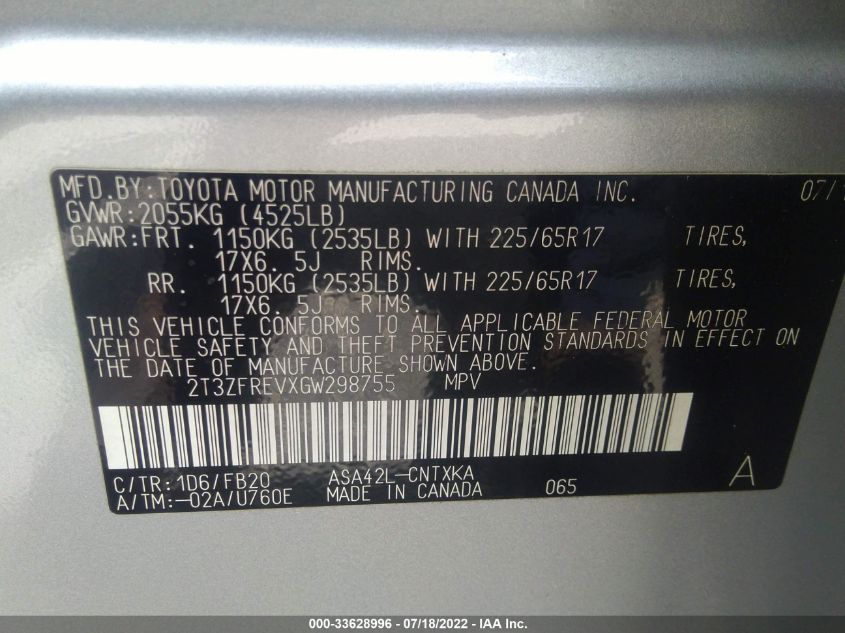 MFD.BY:TOYOTA MOTOR MANUFACTURING CANADA INC. 07/
GVWR:2055KG (4525LB)
GAWR:FRT. 1150KG (2535LB) WITH 225/65R17 TIRES,
17X6. 5J RIMS.
RR. 1150KG (2535LB) WITH 225/65R17 TIRES,
17X6. 5J RIMS.
THIS VEHICLE CONFORMS TO ALL APPLICABLE FEDERAL MOTOR
VEHICLE SAFETY AND THEFT PREVENTION STANDARDS IN EFFECT ON
THE DATE OF MANUFACTURE SHOWN ABOVE.
2T3ZFREVXGW298755 MPV
C/TR:1D6/FB20 ASA42L-CNTXKA
A/TM:-02A/U760E MADE IN CANADA 065 A
000-33628996 - 07/18/2022 - IAA Inc.